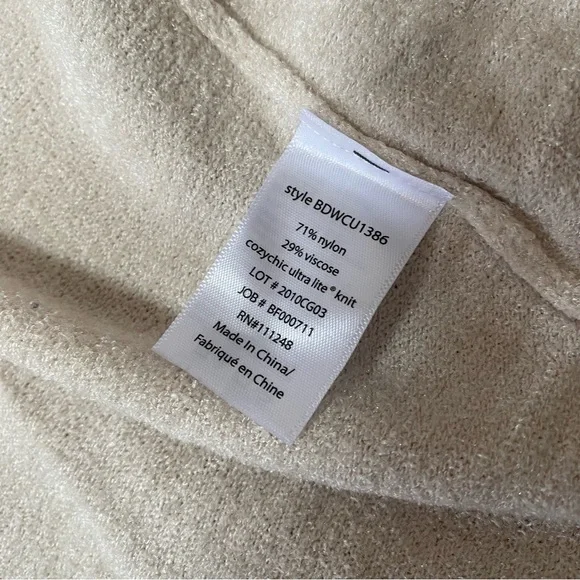 style BDWCU1386
71% nylon
29% viscose
cozychic ultra lite® knit
LOT # 2010CG03
JOB # BF000711
RN#111248
Made In China/
Fabriqué en Chine